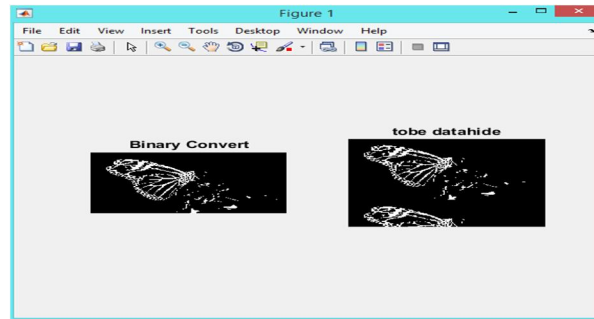 Figure 1
File Edit View Insert Tools Desktop Window Help
Binary Convert
tobe datahide